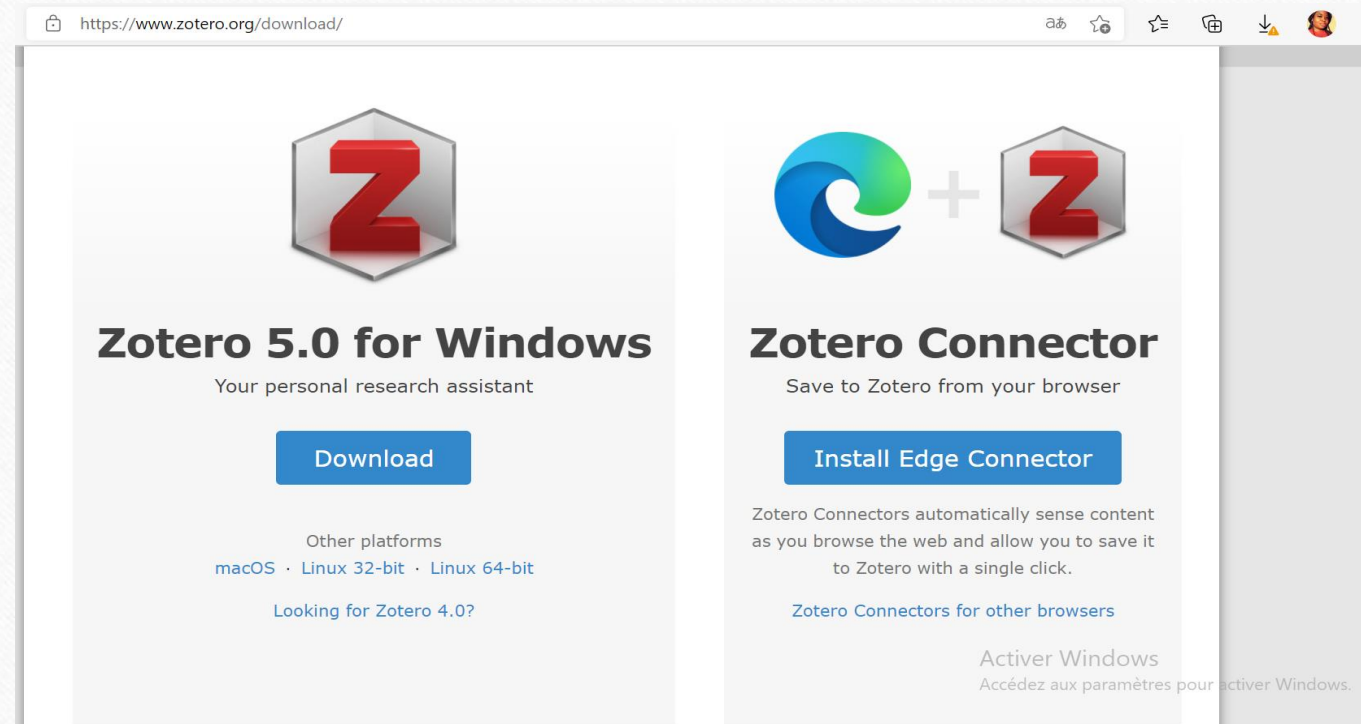 https://www.zotero.org/download/
Zotero 5.0 for Windows
Your personal research assistant
Download
Other platforms
macOS · Linux 32-bit · Linux 64-bit
Looking for Zotero 4.0?
Zotero Connector
Save to Zotero from your browser
Install Edge Connector
Zotero Connectors automatically sense content
as you browse the web and allow you to save it
to Zotero with a single click.
Zotero Connectors for other browsers
Activer Windows
Accédez aux paramètres pour activer Windows.